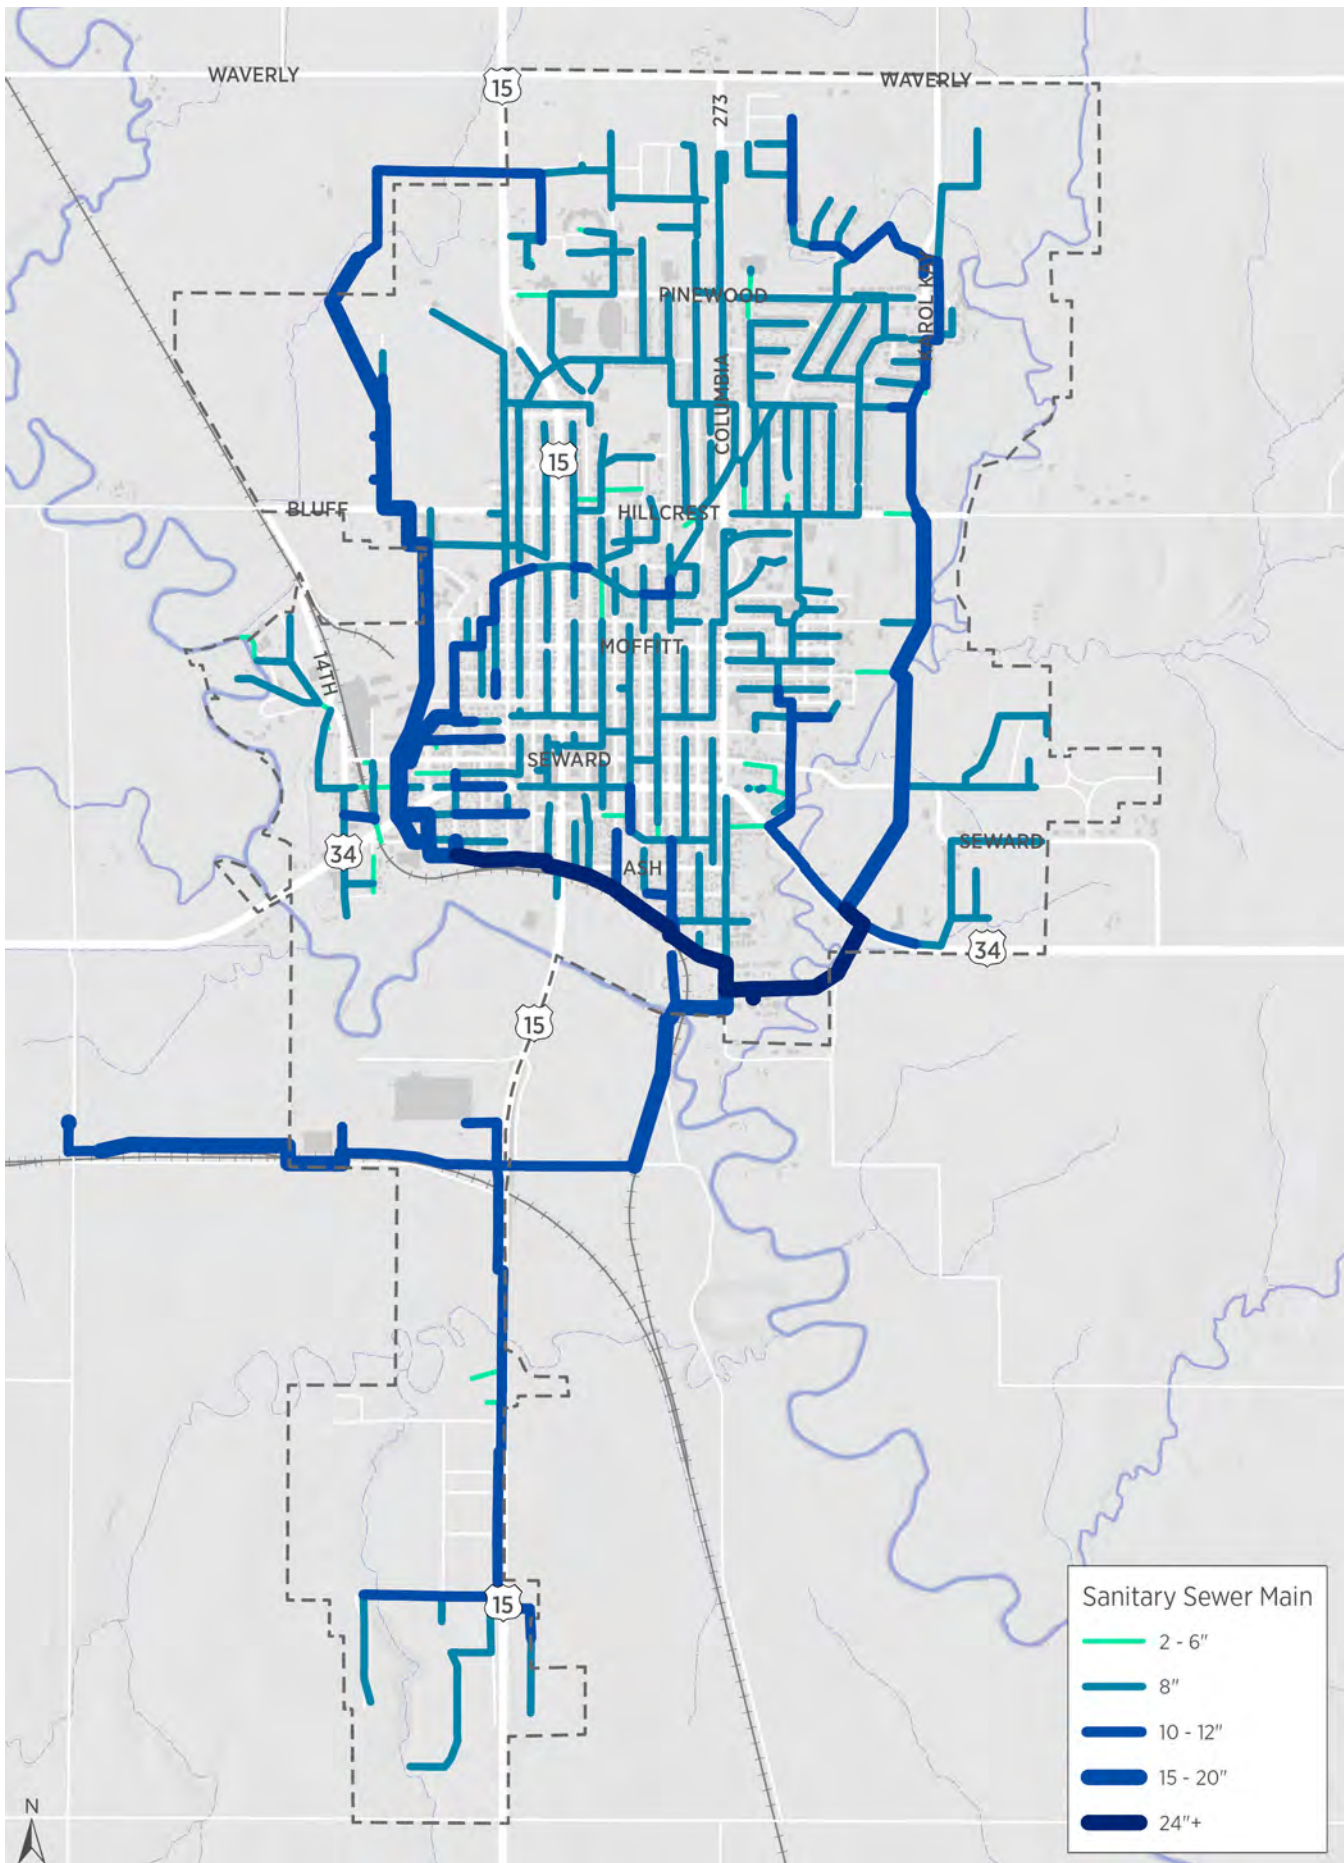 WAVERLY
15
WAVERLY
273
PINEWOOD
KAROL KAY
COLUMBIA
15
BLUFF
HILLCREST
MOFFITT
14TH
SEWARD
SEWARD
34
ASH
34
15
15
Sanitary Sewer Main
2 - 6"
8"
10 - 12"
15 - 20"
24"+
N